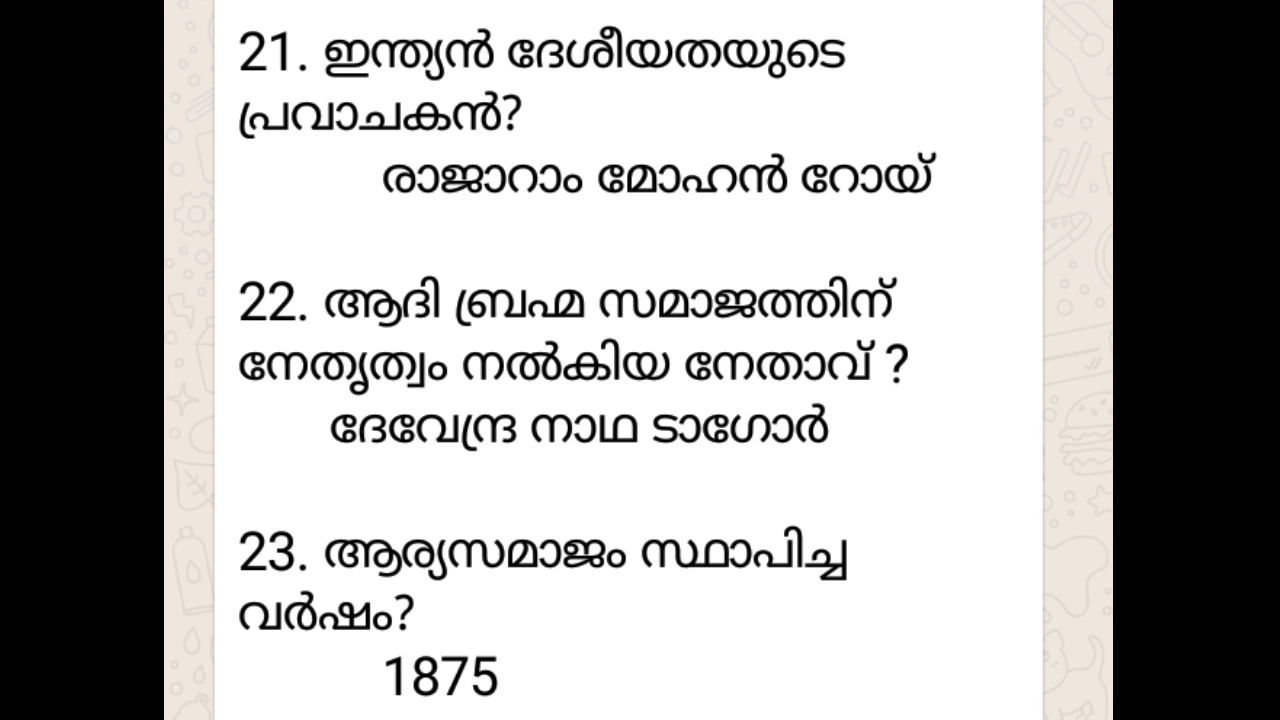 21. ഇന്ത്യൻ ദേശീയതയുടെ
പ്രവാചകൻ?
രാജാറാം മോഹൻ റോയ്
22. ആദി ബ്രഹ്മ സമാജത്തിന്
നേതൃത്വം നൽകിയ നേതാവ് ?
ദേവേന്ദ്ര നാഥ ടാഗോർ
23. ആര്യസമാജം സ്ഥാപിച്ച
വർഷം?
1875